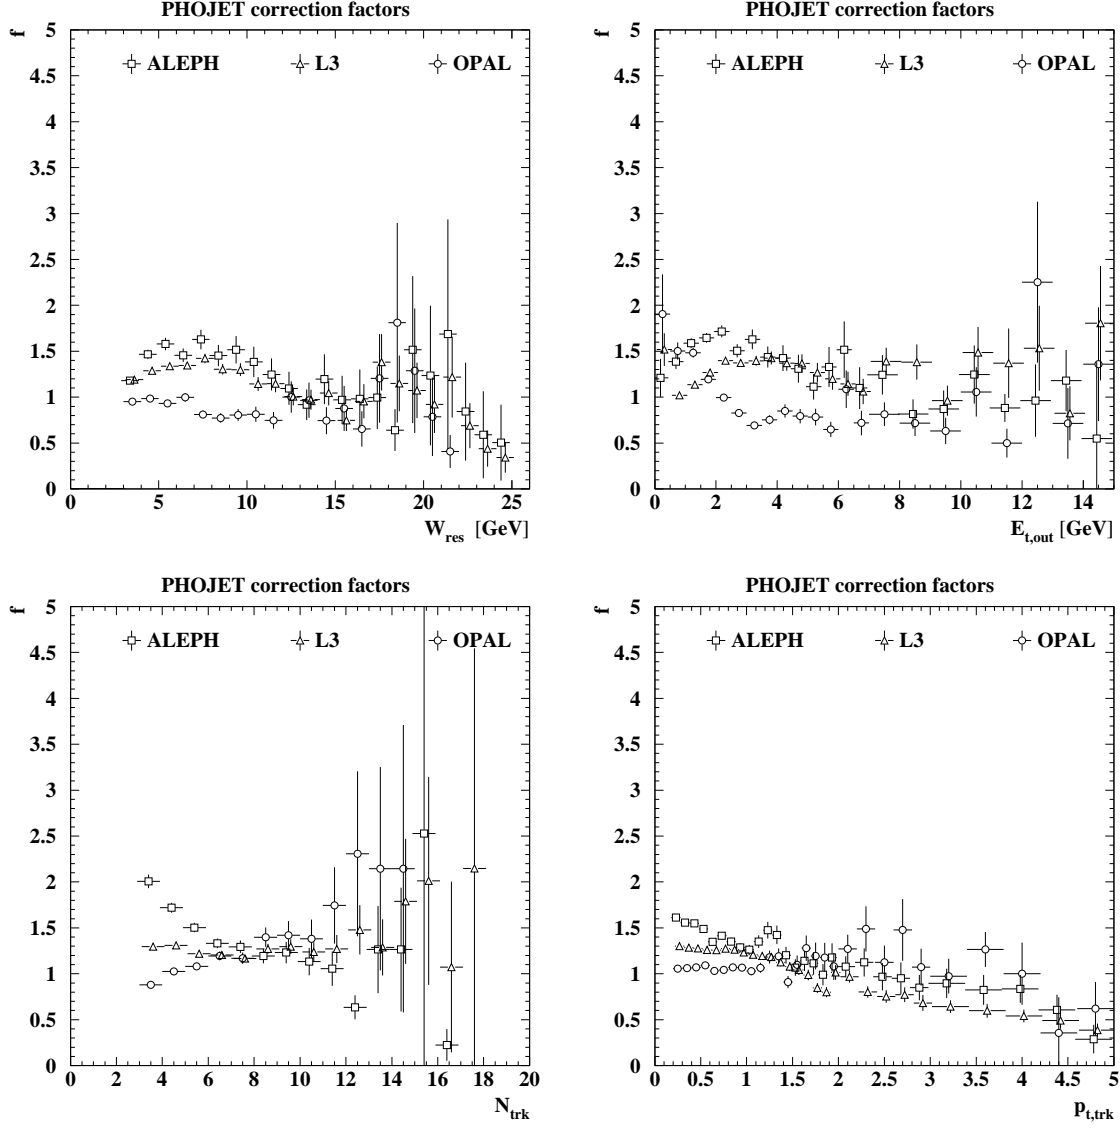 PHOJET correction factors
f
5
4.5
4
3.5
3
2.5
2
1.5
1
0.5
0
ALEPH L3 OPAL
0 5 10 15 20 25
W_res [GeV]
PHOJET correction factors
f
5
4.5
4
3.5
3
2.5
2
1.5
1
0.5
0
ALEPH L3 OPAL
0 2 4 6 8 10 12 14
E_t,out [GeV]
PHOJET correction factors
f
5
4.5
4
3.5
3
2.5
2
1.5
1
0.5
0
ALEPH L3 OPAL
0 2 4 6 8 10 12 14 16 18 20
N_trk
PHOJET correction factors
f
5
4.5
4
3.5
3
2.5
2
1.5
1
0.5
0
ALEPH L3 OPAL
0 0.5 1 1.5 2 2.5 3 3.5 4 4.5 5
p_t,trk